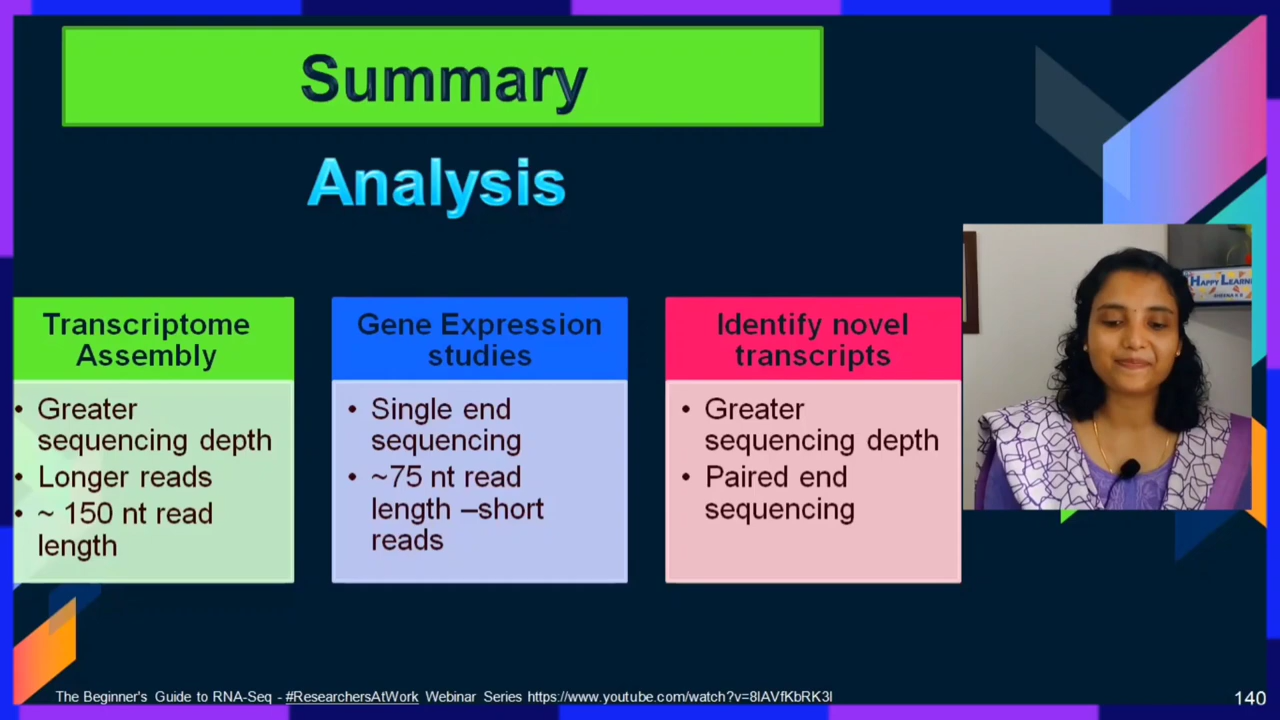 Summary
Analysis
Transcriptome
Assembly
• Greater
sequencing depth
• Longer reads
• ~ 150 nt read
length
Gene Expression
studies
• Single end
sequencing
• ~75 nt read
length –short
reads
Identify novel
transcripts
• Greater
sequencing depth
• Paired end
sequencing
HAPPY LEARNI
The Beginner's Guide to RNA-Seq - #ResearchersAtWork Webinar Series https://www.youtube.com/watch?v=8lAVfKbRK3I
140